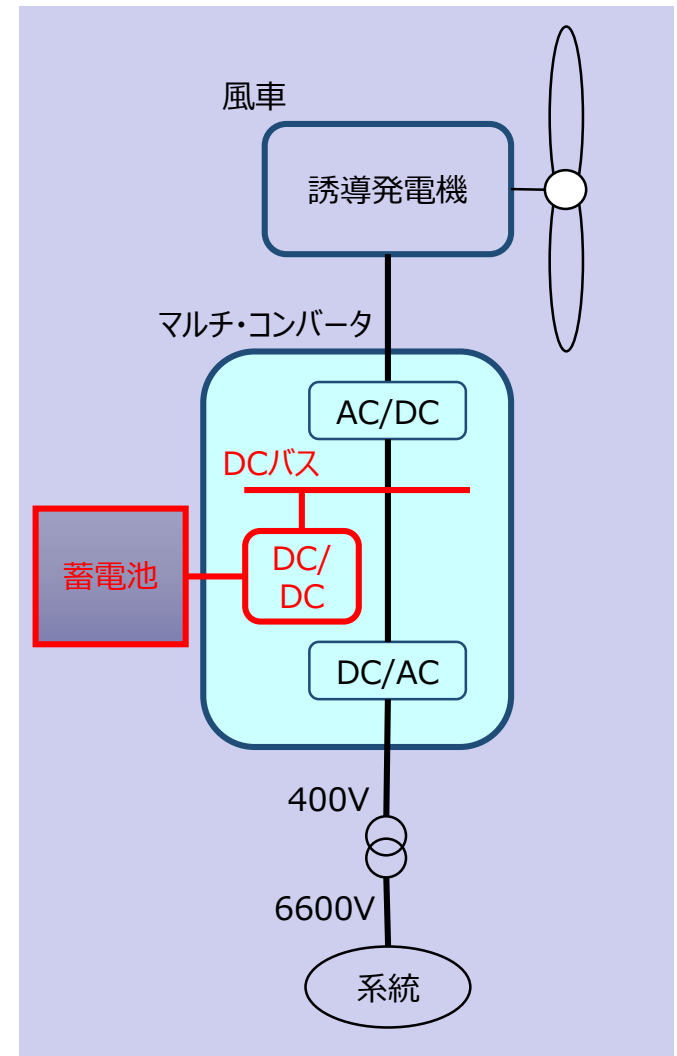 風車
誘導発電機
マルチ・コンバータ
AC/DC
DCバス
蓄電池
DC/
DC
DC/AC
400V
6600V
系統